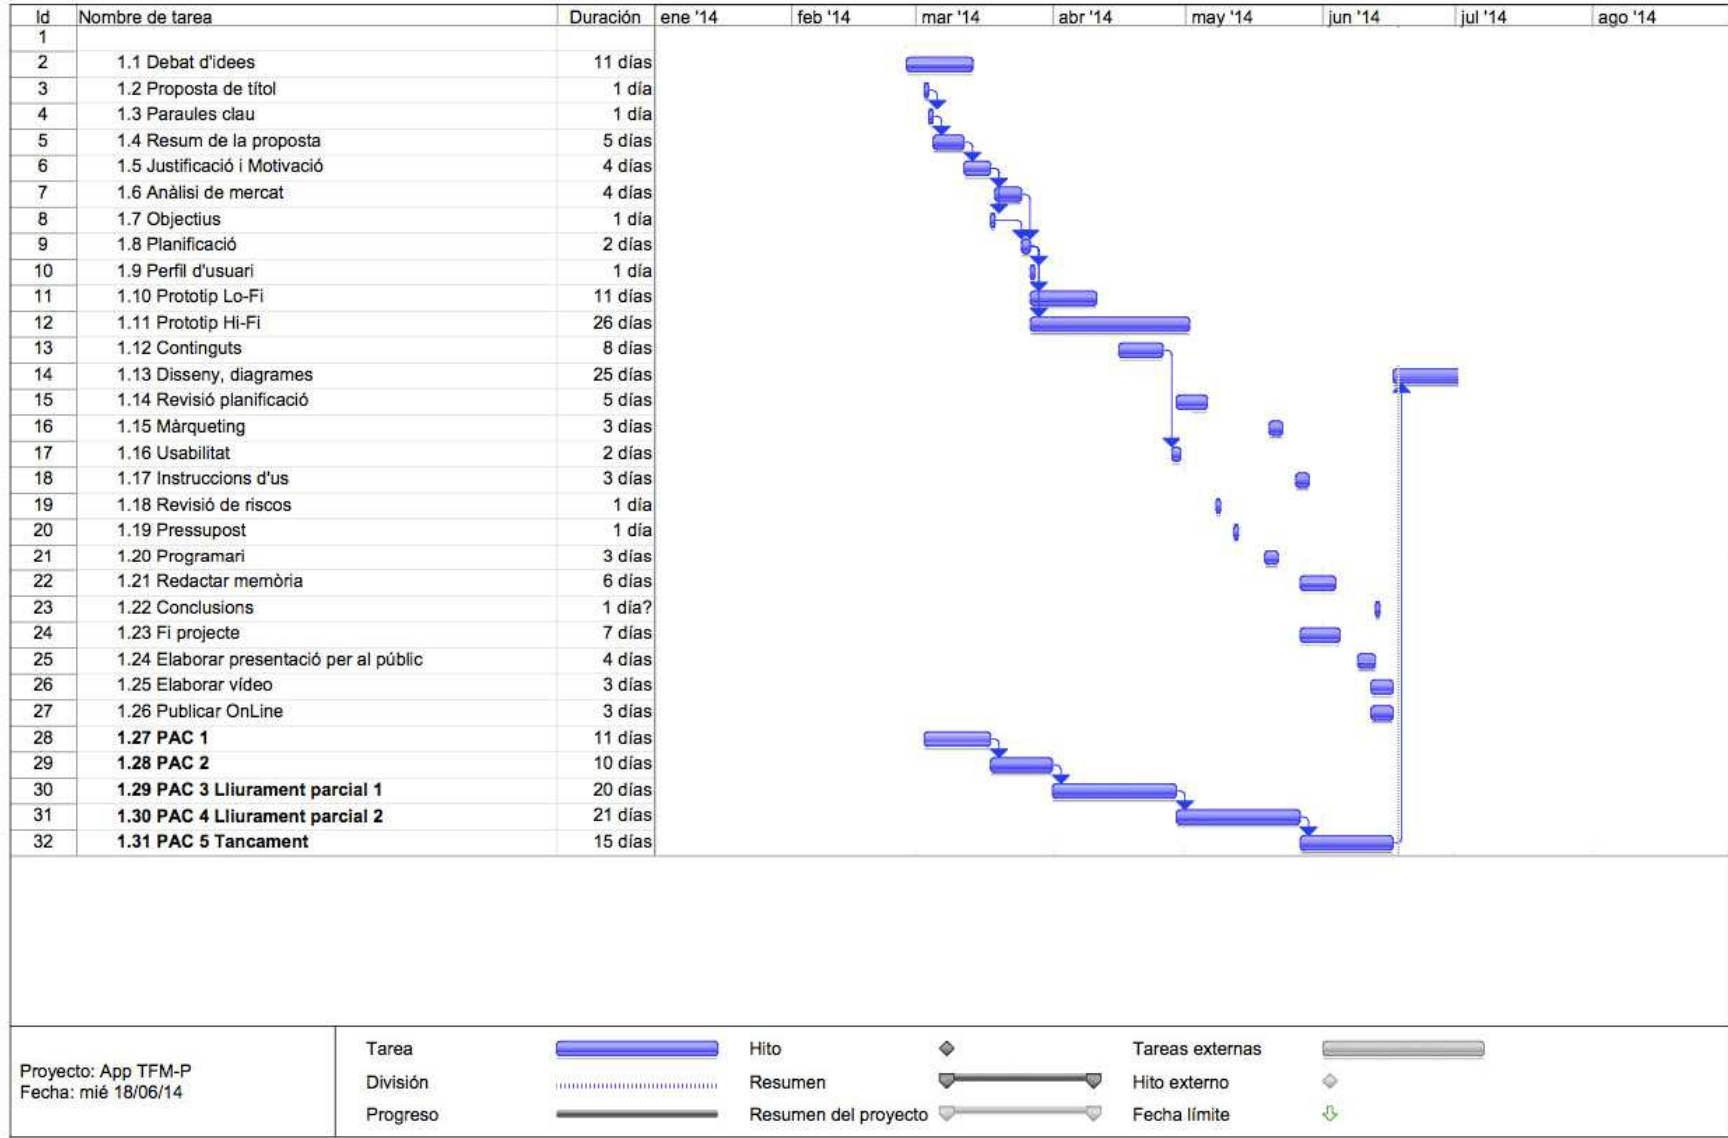 Id Nombre de tarea Duración ene '14 feb '14 mar '14 abr '14 may '14 jun '14 jul '14 ago '14
1
2 1.1 Debat d'idees 11 días
3 1.2 Proposta de títol 1 día
4 1.3 Paraules clau 1 día
5 1.4 Resum de la proposta 5 días
6 1.5 Justificació i Motivació 4 días
7 1.6 Anàlisi de mercat 4 días
8 1.7 Objectius 1 día
9 1.8 Planificació 2 días
10 1.9 Perfil d'usuari 1 día
11 1.10 Prototip Lo-Fi 11 días
12 1.11 Prototip Hi-Fi 26 días
13 1.12 Continguts 8 días
14 1.13 Disseny, diagrames 25 días
15 1.14 Revisió planificació 5 días
16 1.15 Màrqueting 3 días
17 1.16 Usabilitat 2 días
18 1.17 Instruccions d'us 3 días
19 1.18 Revisió de riscos 1 día
20 1.19 Pressupost 1 día
21 1.20 Programari 3 días
22 1.21 Redactar memòria 6 días
23 1.22 Conclusions 1 día?
24 1.23 Fi projecte 7 días
25 1.24 Elaborar presentació per al públic 4 días
26 1.25 Elaborar vídeo 3 días
27 1.26 Publicar OnLine 3 días
28 1.27 PAC 1 11 días
29 1.28 PAC 2 10 días
30 1.29 PAC 3 Lliurament parcial 1 20 días
31 1.30 PAC 4 Lliurament parcial 2 21 días
32 1.31 PAC 5 Tancament 15 días
Proyecto: App TFM-P
Fecha: mié 18/06/14
Tarea Hito Tareas externas
División Resumen Hito externo
Progreso Resumen del proyecto Fecha límite